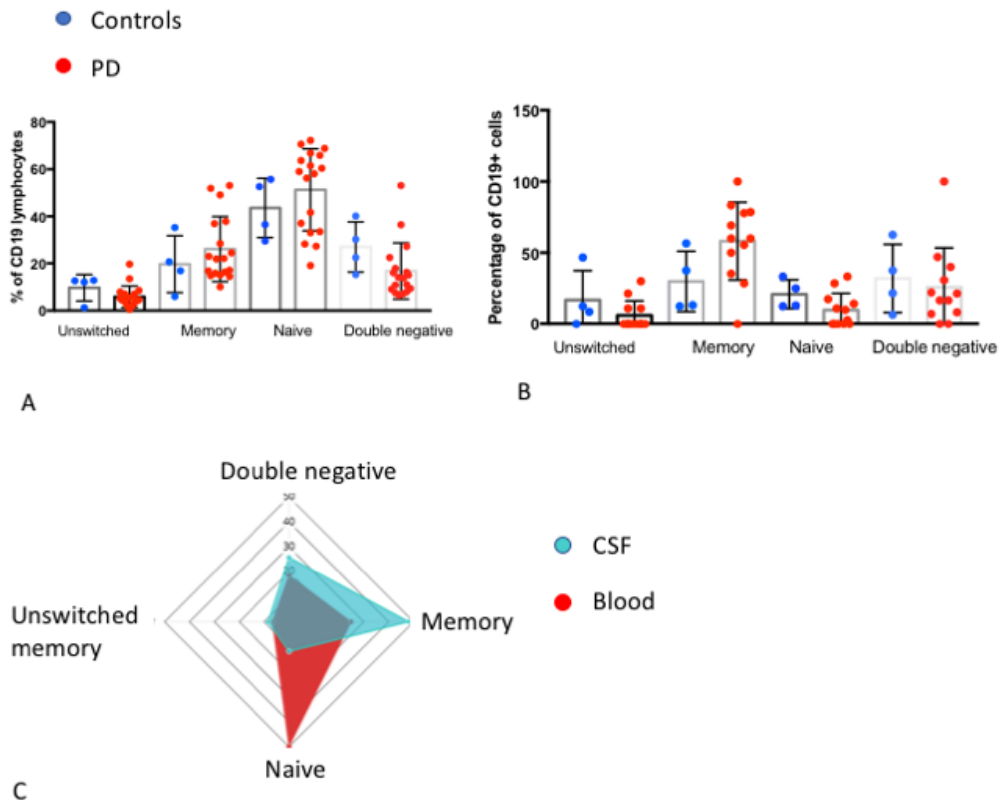 Controls
PD
% of CD19 lymphocytes
80
60
40
20
0
Unswitched Memory Naive Double negative
A
Percentage of CD19+ cells
150
100
50
0
Unswitched Memory Naive Double negative
B
Double negative
50
40
30
Unswitched
memory
Memory
Naive
CSF
Blood
C